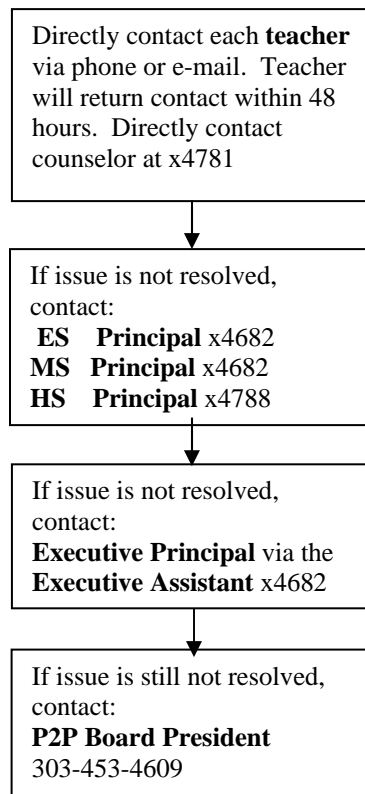 Directly contact each teacher
via phone or e-mail.  Teacher
will return contact within 48
hours.  Directly contact
counselor at x4781
If issue is not resolved,
contact:
ES    Principal x4682
MS   Principal x4682
HS    Principal x4788
If issue is not resolved,
contact:
Executive Principal via the
Executive Assistant x4682
If issue is still not resolved,
contact:
P2P Board President
303-453-4609